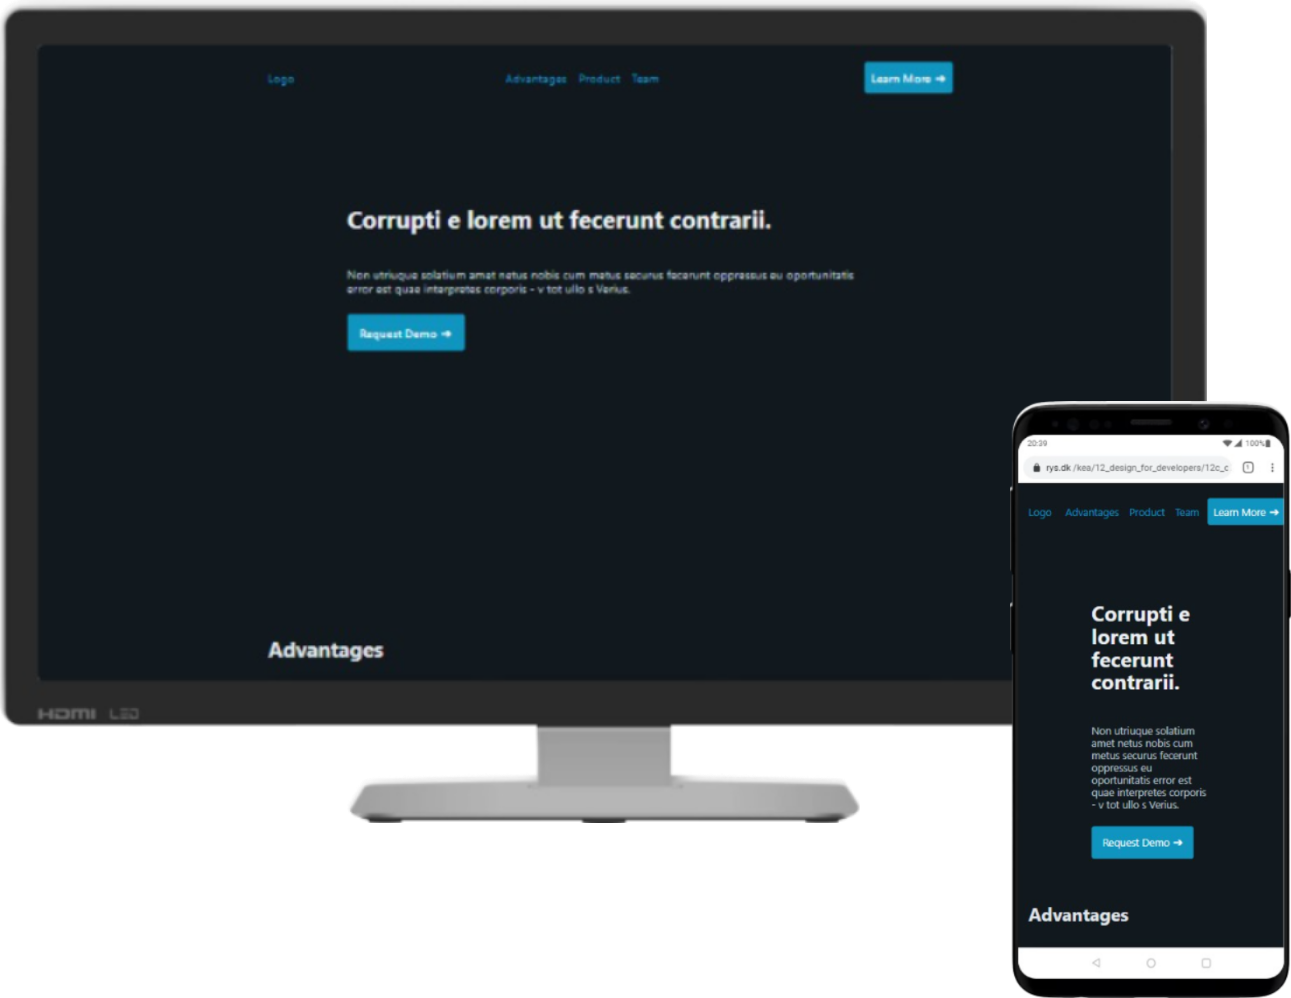 Logo
Advantages Product Team
Learn More ➔
Corrupti e lorem ut fecerunt contrarii.
Non utriuque solatium amet netus nobis cum metus securus fecerunt oppressus eu oportunitatis
error est quae interpretes corporis - v tot ullo s Verius.
Request Demo ➔
Advantages
HDMI LED
20:39
100%
rys.dk/kea/12_design_for_developers/12c_c
1
Logo Advantages Product Team Learn More ➔
Corrupti e
lorem ut
fecerunt
contrarii.
Non utriuque solatium
amet netus nobis cum
metus securus fecerunt
oppressus eu
oportunitatis error est
quae interpretes corporis
- v tot ullo s Verius.
Request Demo ➔
Advantages